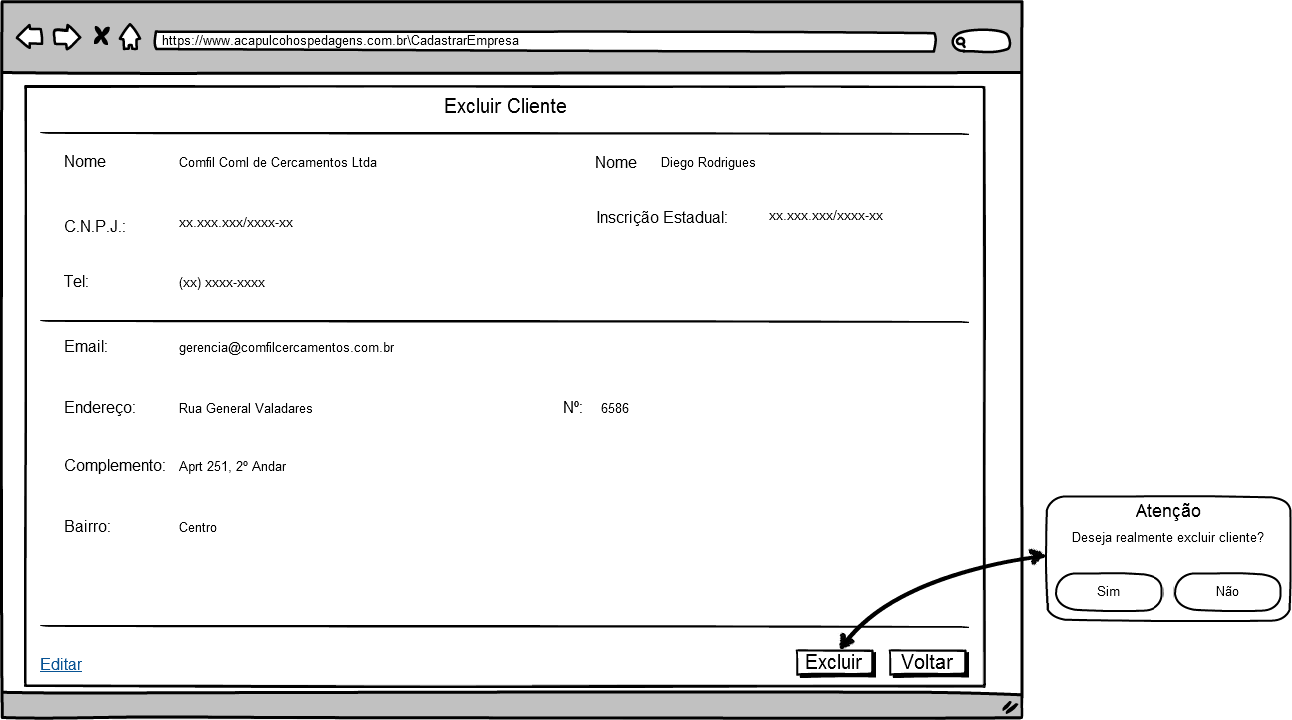 https://www.acapulcohospedagens.com.br\CadastrarEmpresa
Excluir Cliente
Nome Comfil Coml de Cercamentos Ltda Nome Diego Rodrigues
C.N.P.J.: xx.xxx.xxx/xxxx-xx Inscrição Estadual: xx.xxx.xxx/xxxx-xx
Tel: (xx) xxxx-xxxx
Email: gerencia@comfilcercamentos.com.br
Endereço: Rua General Valadares Nº: 6586
Complemento: Aprt 251, 2º Andar
Bairro: Centro
Editar Excluir Voltar
Atenção
Deseja realmente excluir cliente?
Sim Não